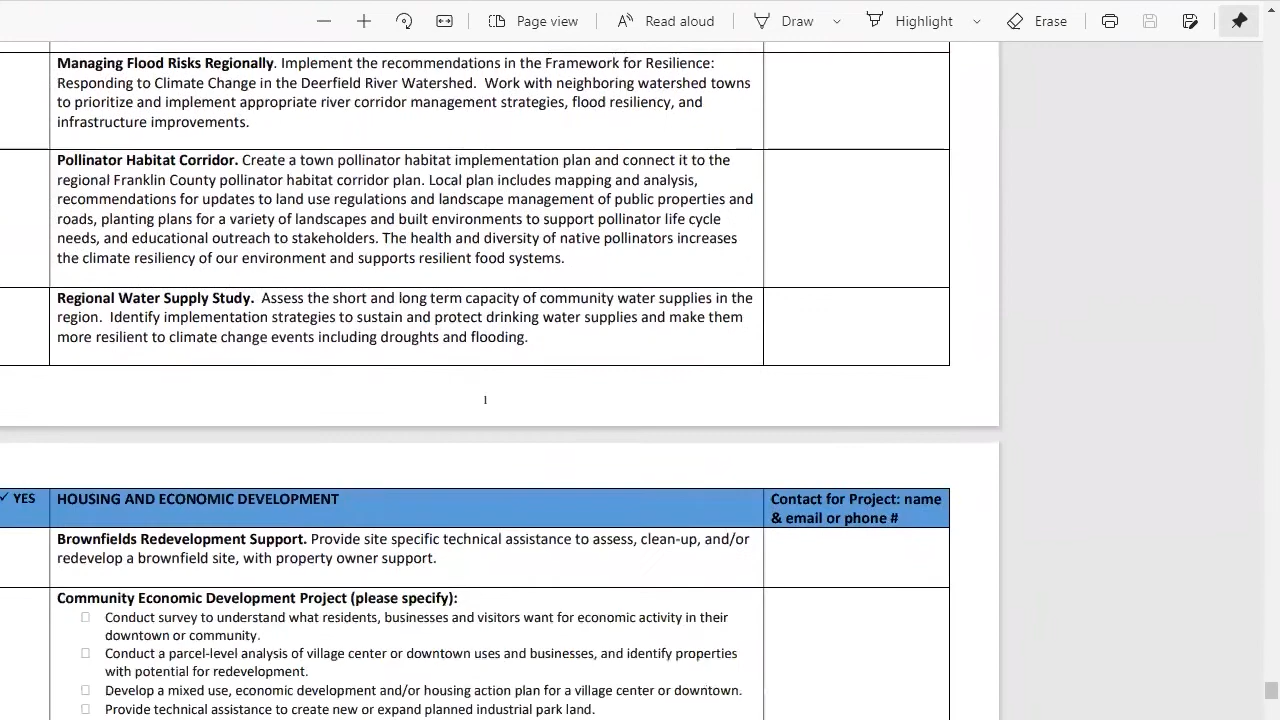 Page view
Read aloud
Draw
Highlight
Erase
Managing Flood Risks Regionally. Implement the recommendations in the Framework for Resilience:
Responding to Climate Change in the Deerfield River Watershed.  Work with neighboring watershed towns
to prioritize and implement appropriate river corridor management strategies, flood resiliency, and
infrastructure improvements.
Pollinator Habitat Corridor. Create a town pollinator habitat implementation plan and connect it to the
regional Franklin County pollinator habitat corridor plan. Local plan includes mapping and analysis,
recommendations for updates to land use regulations and landscape management of public properties and
roads, planting plans for a variety of landscapes and built environments to support pollinator life cycle
needs, and educational outreach to stakeholders. The health and diversity of native pollinators increases
the climate resiliency of our environment and supports resilient food systems.
Regional Water Supply Study.  Assess the short and long term capacity of community water supplies in the
region.  Identify implementation strategies to sustain and protect drinking water supplies and make them
more resilient to climate change events including droughts and flooding.
1
✓ YES
HOUSING AND ECONOMIC DEVELOPMENT
Contact for Project: name
& email or phone #
Brownfields Redevelopment Support. Provide site specific technical assistance to assess, clean-up, and/or
redevelop a brownfield site, with property owner support.
Community Economic Development Project (please specify):
Conduct survey to understand what residents, businesses and visitors want for economic activity in their
downtown or community.
Conduct a parcel-level analysis of village center or downtown uses and businesses, and identify properties
with potential for redevelopment.
Develop a mixed use, economic development and/or housing action plan for a village center or downtown.
Provide technical assistance to create new or expand planned industrial park land.